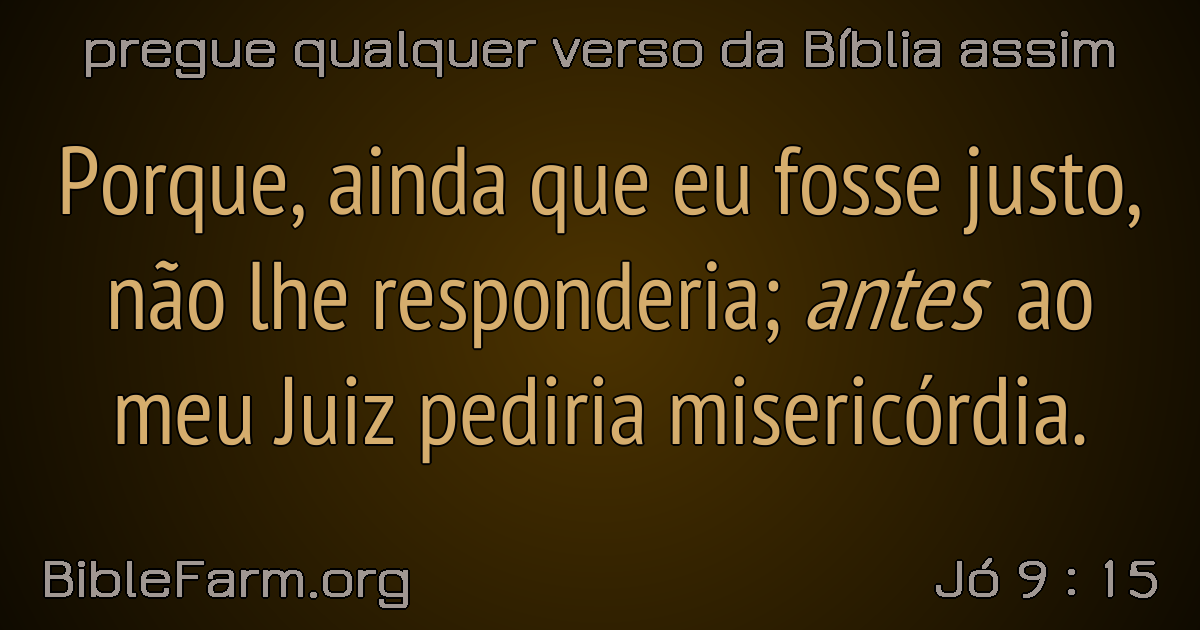 pregue qualquer verso da Bíblia assim
Porque, ainda que eu fosse justo,
não lhe responderia; antes ao
meu Juiz pediria misericórdia.
BibleFarm.org
Jó 9 : 15